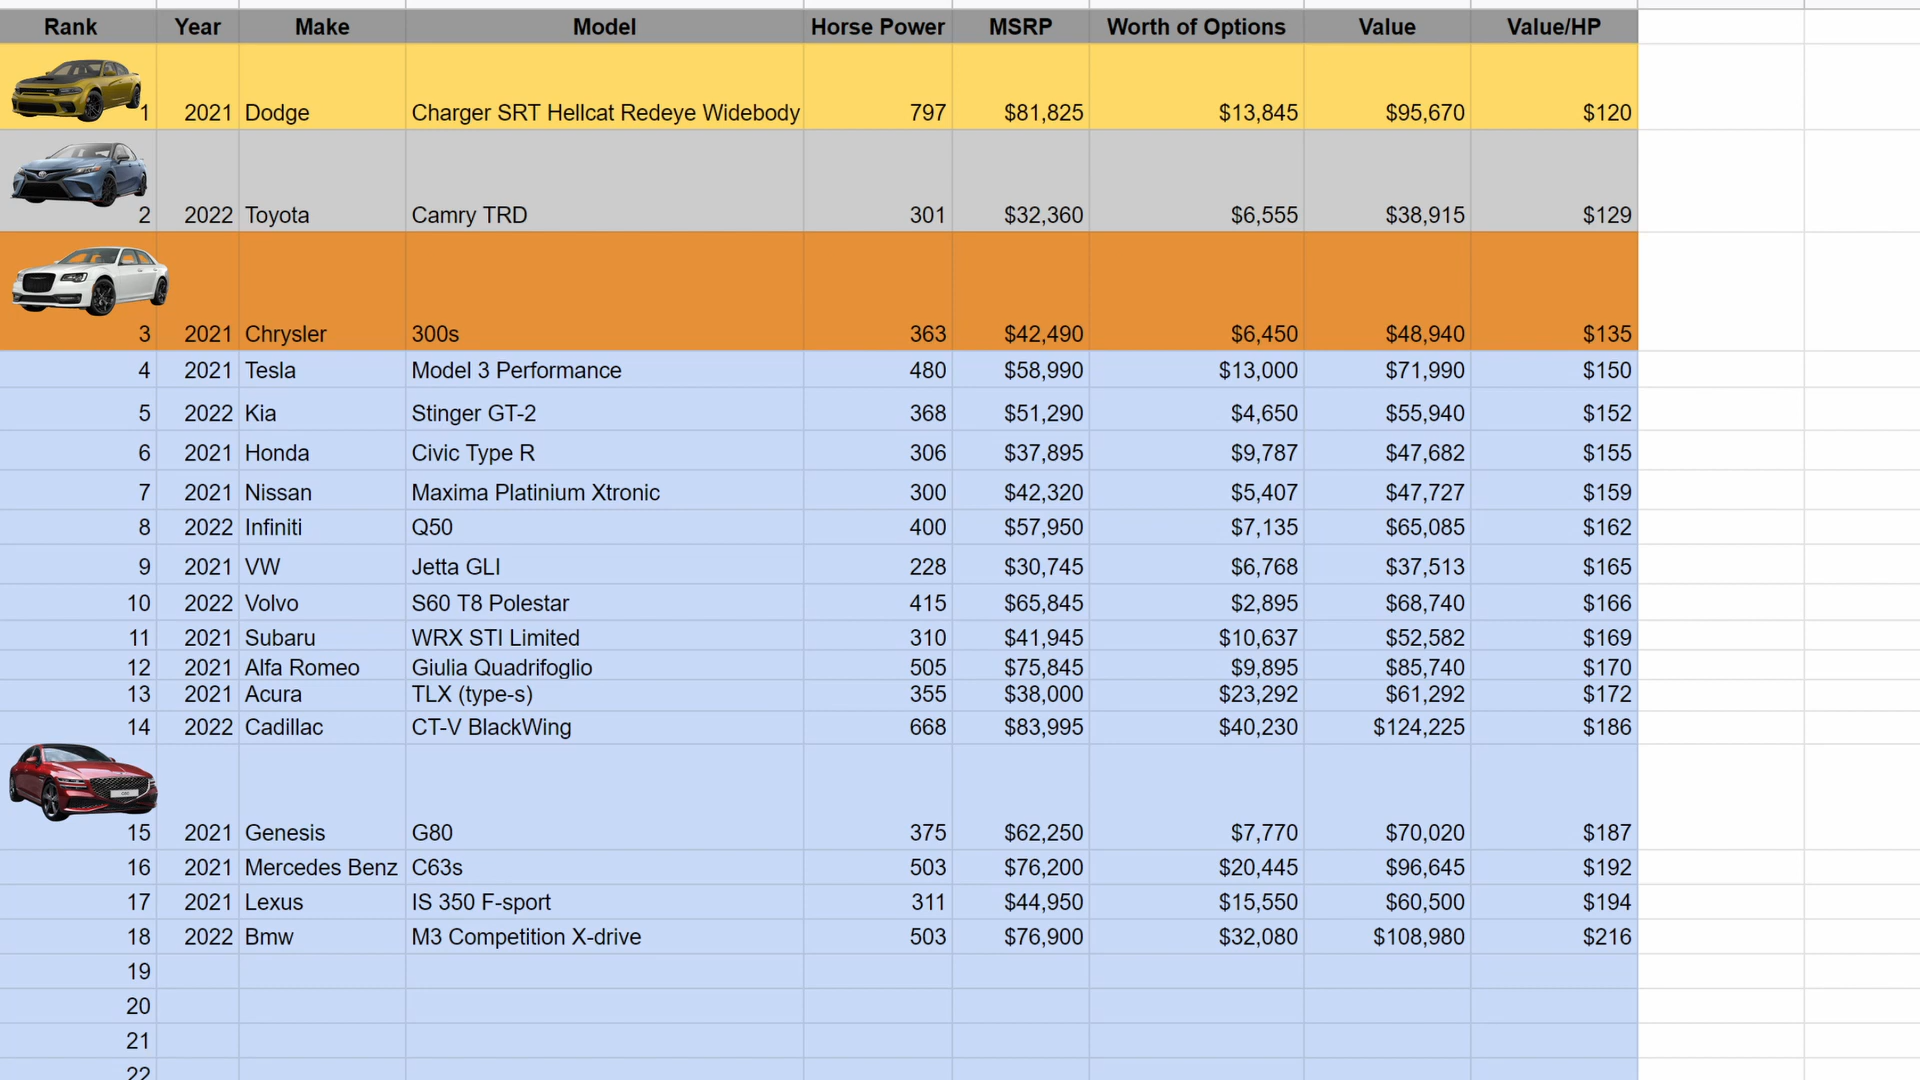 Rank Year Make Model Horse Power MSRP Worth of Options Value Value/HP
1 2021 Dodge Charger SRT Hellcat Redeye Widebody 797 $81,825 $13,845 $95,670 $120
2 2022 Toyota Camry TRD 301 $32,360 $6,555 $38,915 $129
3 2021 Chrysler 300s 363 $42,490 $6,450 $48,940 $135
4 2021 Tesla Model 3 Performance 480 $58,990 $13,000 $71,990 $150
5 2022 Kia Stinger GT-2 368 $51,290 $4,650 $55,940 $152
6 2021 Honda Civic Type R 306 $37,895 $9,787 $47,682 $155
7 2021 Nissan Maxima Platinium Xtronic 300 $42,320 $5,407 $47,727 $159
8 2022 Infiniti Q50 400 $57,950 $7,135 $65,085 $162
9 2021 VW Jetta GLI 228 $30,745 $6,768 $37,513 $165
10 2022 Volvo S60 T8 Polestar 415 $65,845 $2,895 $68,740 $166
11 2021 Subaru WRX STI Limited 310 $41,945 $10,637 $52,582 $169
12 2021 Alfa Romeo Giulia Quadrifoglio 505 $75,845 $9,895 $85,740 $170
13 2021 Acura TLX (type-s) 355 $38,000 $23,292 $61,292 $172
14 2022 Cadillac CT-V BlackWing 668 $83,995 $40,230 $124,225 $186
15 2021 Genesis G80 375 $62,250 $7,770 $70,020 $187
16 2021 Mercedes Benz C63s 503 $76,200 $20,445 $96,645 $192
17 2021 Lexus IS 350 F-sport 311 $44,950 $15,550 $60,500 $194
18 2022 Bmw M3 Competition X-drive 503 $76,900 $32,080 $108,980 $216
19
20
21
22